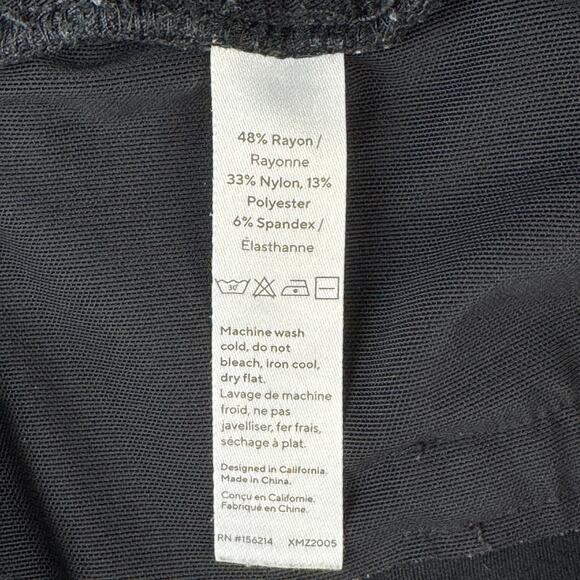 48% Rayon /
Rayonne
33% Nylon, 13%
Polyester
6% Spandex /
Élasthanne
30°
Machine wash
cold, do not
bleach, iron cool,
dry flat.
Lavage de machine
froid, ne pas
javelliser, fer frais,
séchage à plat.
Designed in California.
Made in China.
Conçu en Californie.
Fabriqué en Chine.
RN #156214 XMZ2005